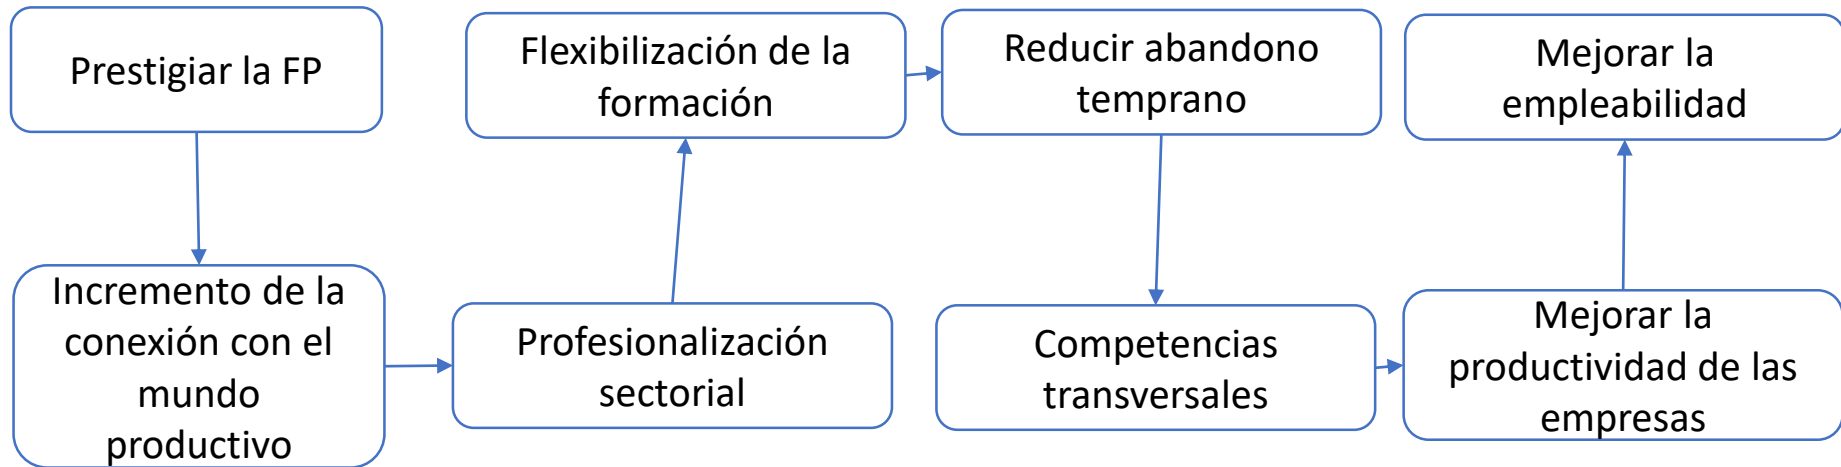 Prestigiar la FP
Incremento de la
conexión con el
mundo
productivo
Profesionalización
sectorial
Flexibilización de la
formación
Reducir abandono
temprano
Competencias
transversales
Mejorar la
productividad de las
empresas
Mejorar la
empleabilidad